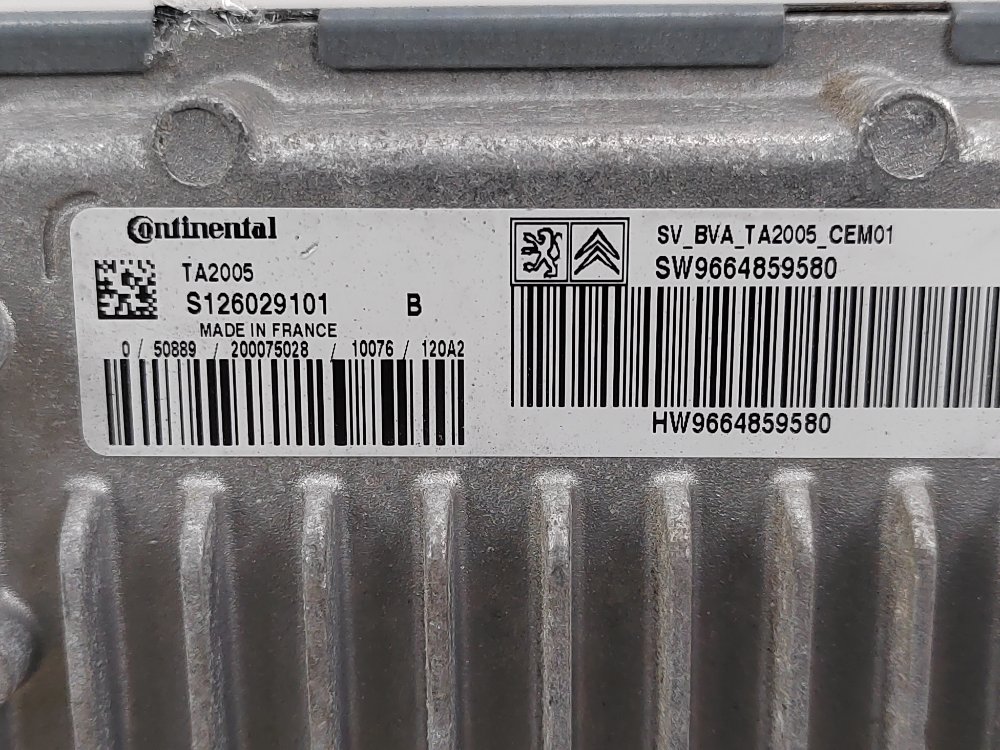 Continental
TA2005
S126029101 B
MADE IN FRANCE
0 / 50889 / 200075028 / 10076 / 120A2
SV_BVA_TA2005_CEM01
SW9664859580
HW9664859580